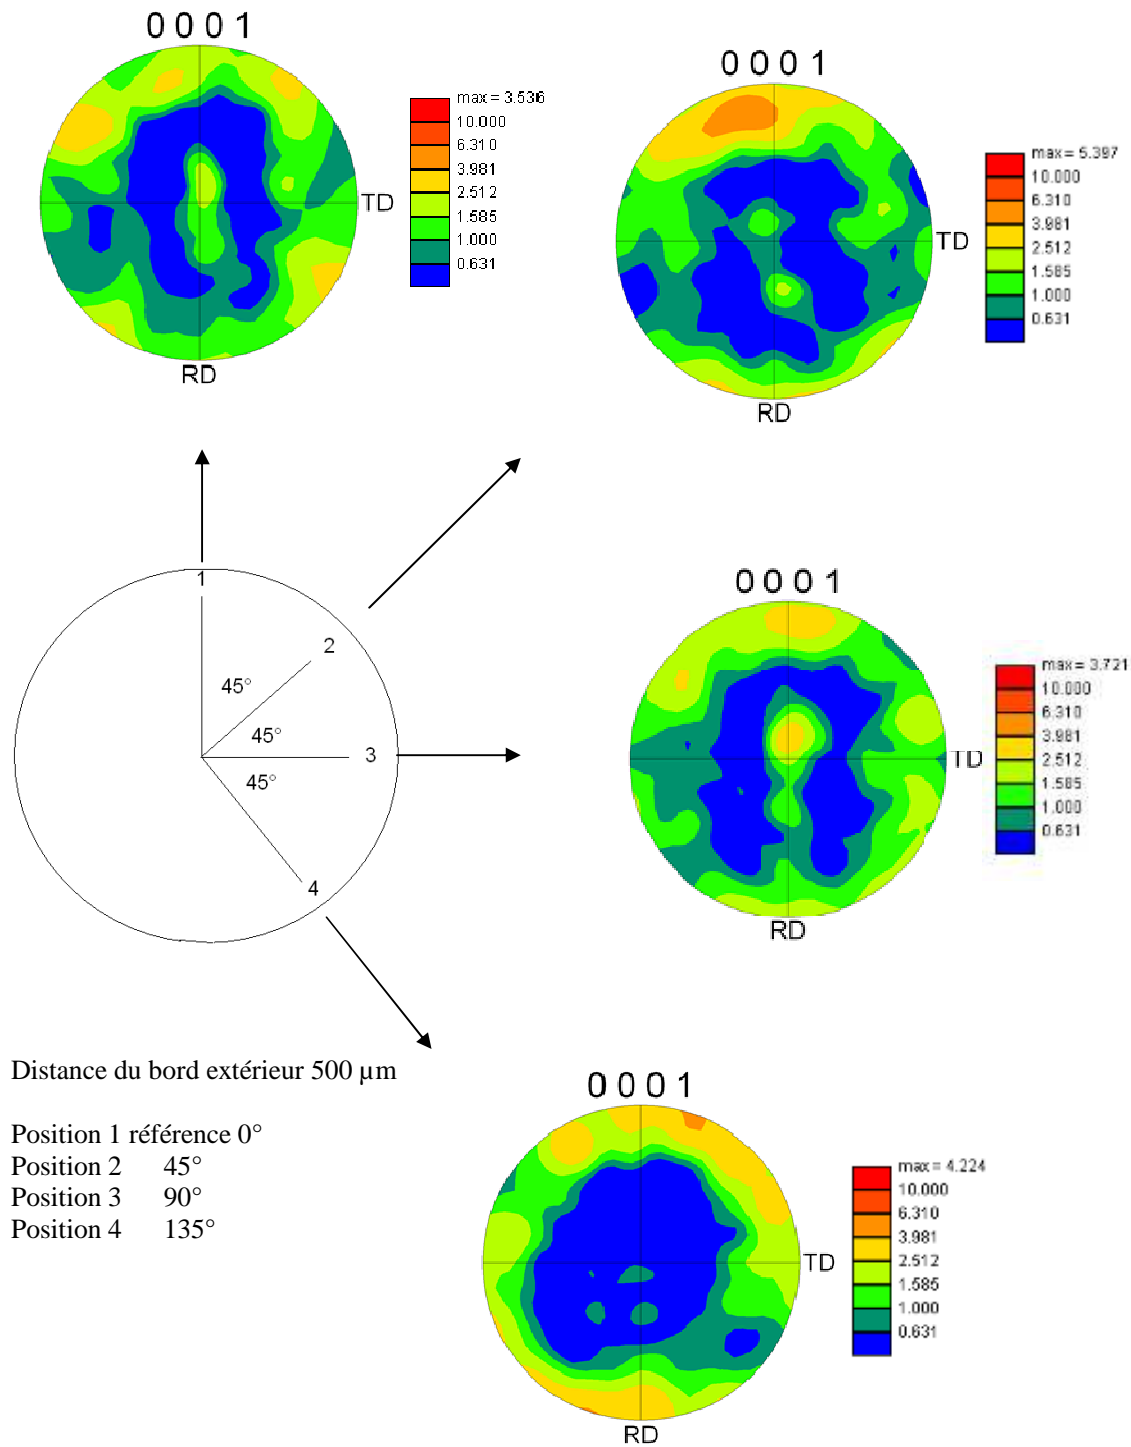 0 0 0 1
max = 3.536
10.000
6.310
3.981
2.512
1.585
1.000
0.631
TD
RD
0 0 0 1
max = 5.397
10.000
6.310
3.981
2.512
1.585
1.000
0.631
TD
RD
1
2
45°
45°
3
45°
4
0 0 0 1
max = 3.721
10.000
6.310
3.981
2.512
1.585
1.000
0.631
TD
RD
Distance du bord extérieur 500 µm
Position 1 référence 0°
Position 2 45°
Position 3 90°
Position 4 135°
0 0 0 1
max = 4.224
10.000
6.310
3.981
2.512
1.585
1.000
0.631
TD
RD